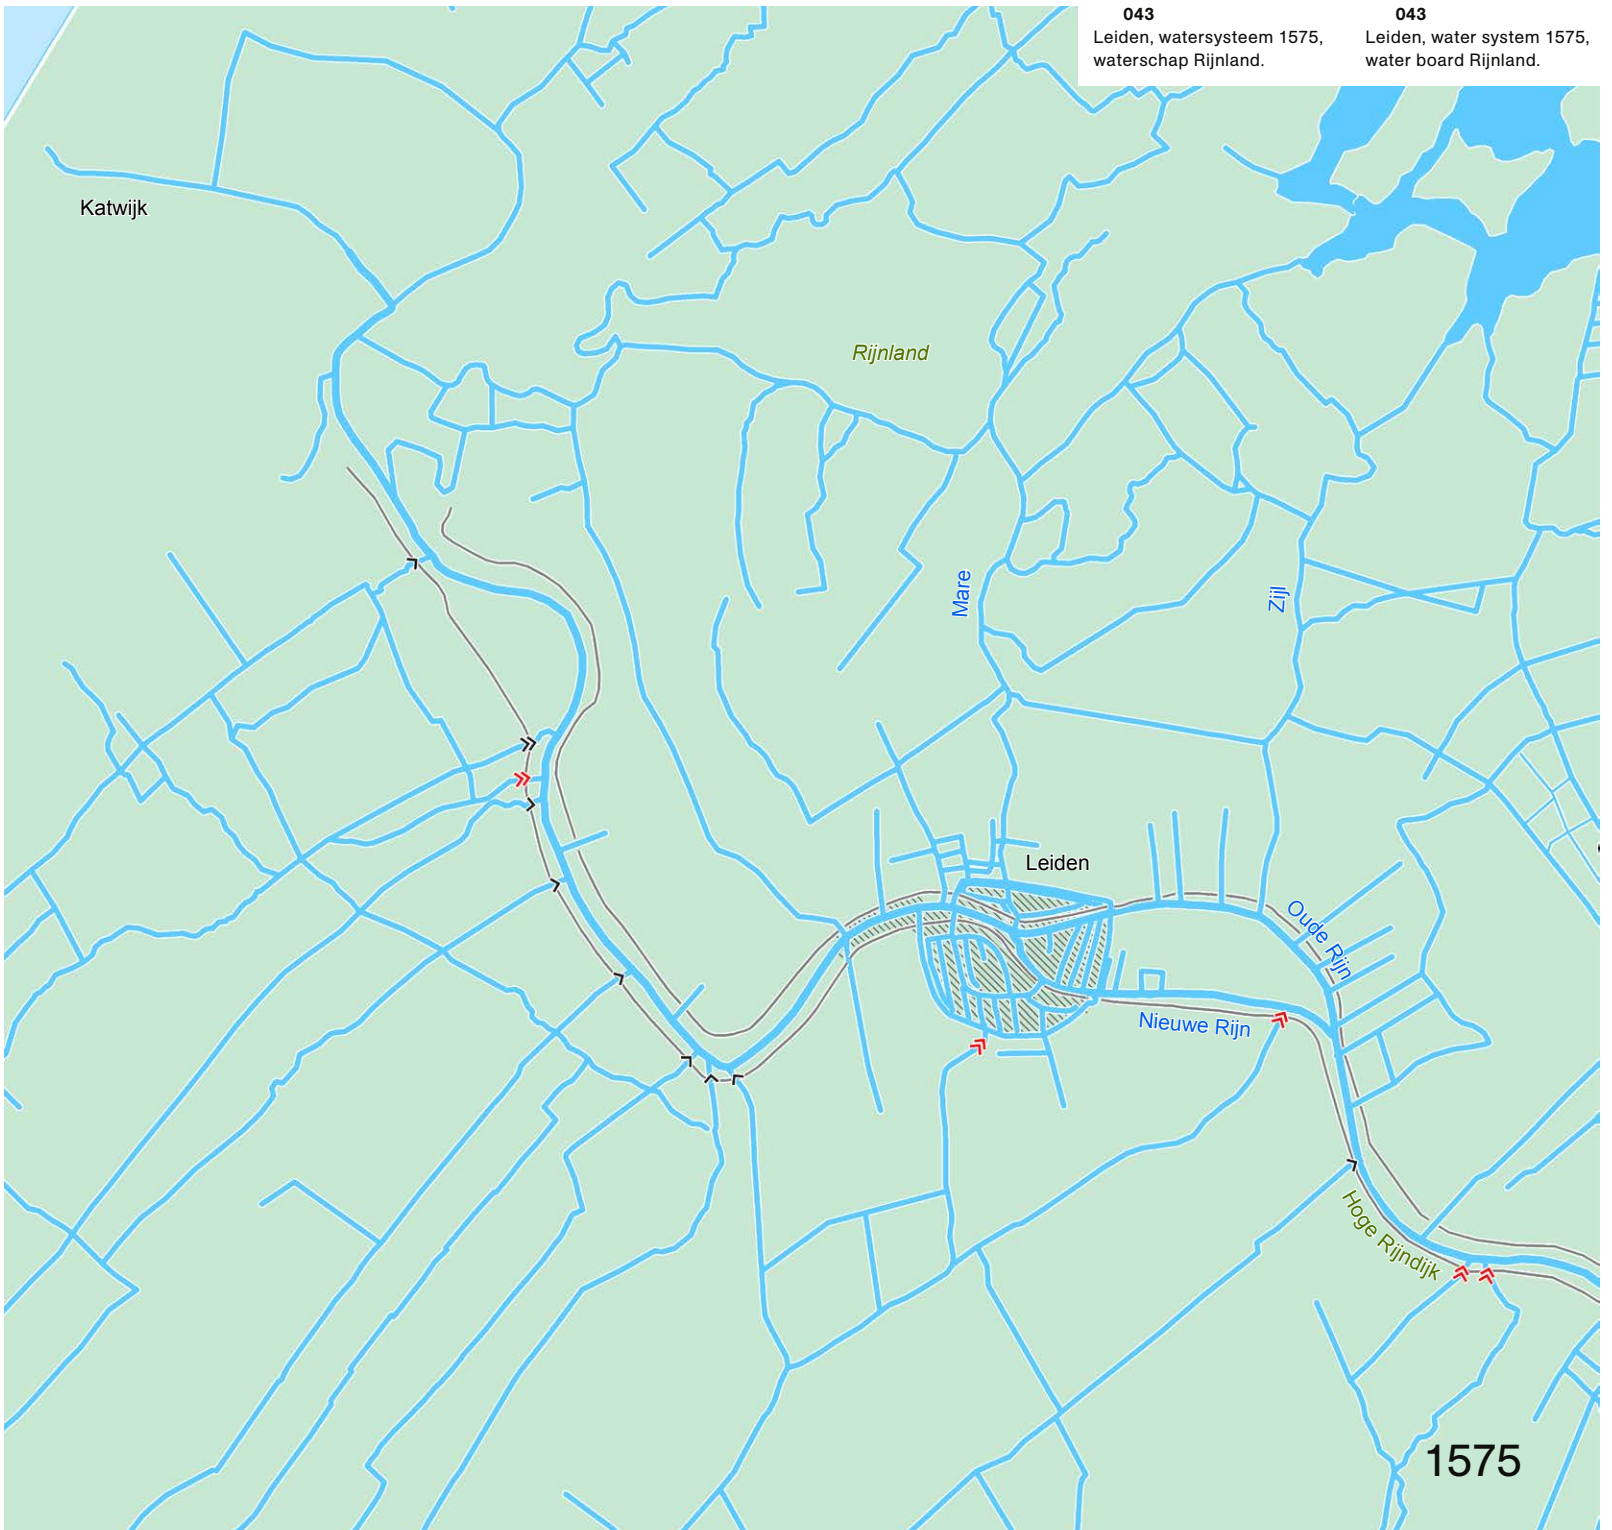 043
Leiden, watersysteem 1575,
waterschap Rijnland.
043
Leiden, water system 1575,
water board Rijnland.
Katwijk
Rijnland
Mare
Zijl
Leiden
Oude Rijn
Nieuwe Rijn
Hoge Rijndijk
1575